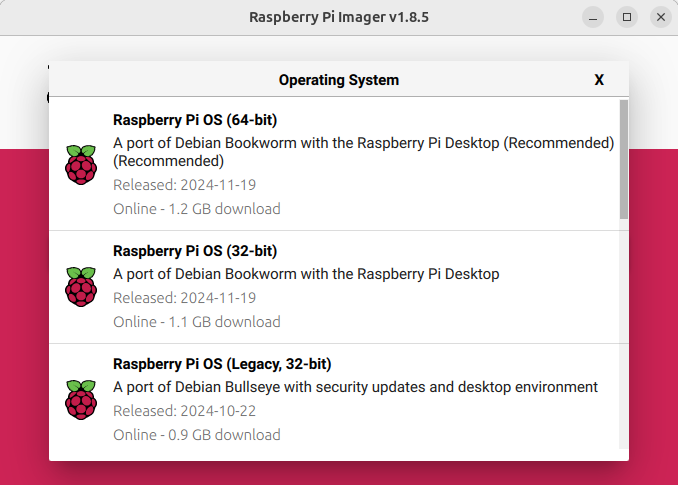 Raspberry Pi Imager v1.8.5
Operating System
X
Raspberry Pi OS (64-bit)
A port of Debian Bookworm with the Raspberry Pi Desktop (Recommended)
(Recommended)
Released: 2024-11-19
Online - 1.2 GB download
Raspberry Pi OS (32-bit)
A port of Debian Bookworm with the Raspberry Pi Desktop
Released: 2024-11-19
Online - 1.1 GB download
Raspberry Pi OS (Legacy, 32-bit)
A port of Debian Bullseye with security updates and desktop environment
Released: 2024-10-22
Online - 0.9 GB download